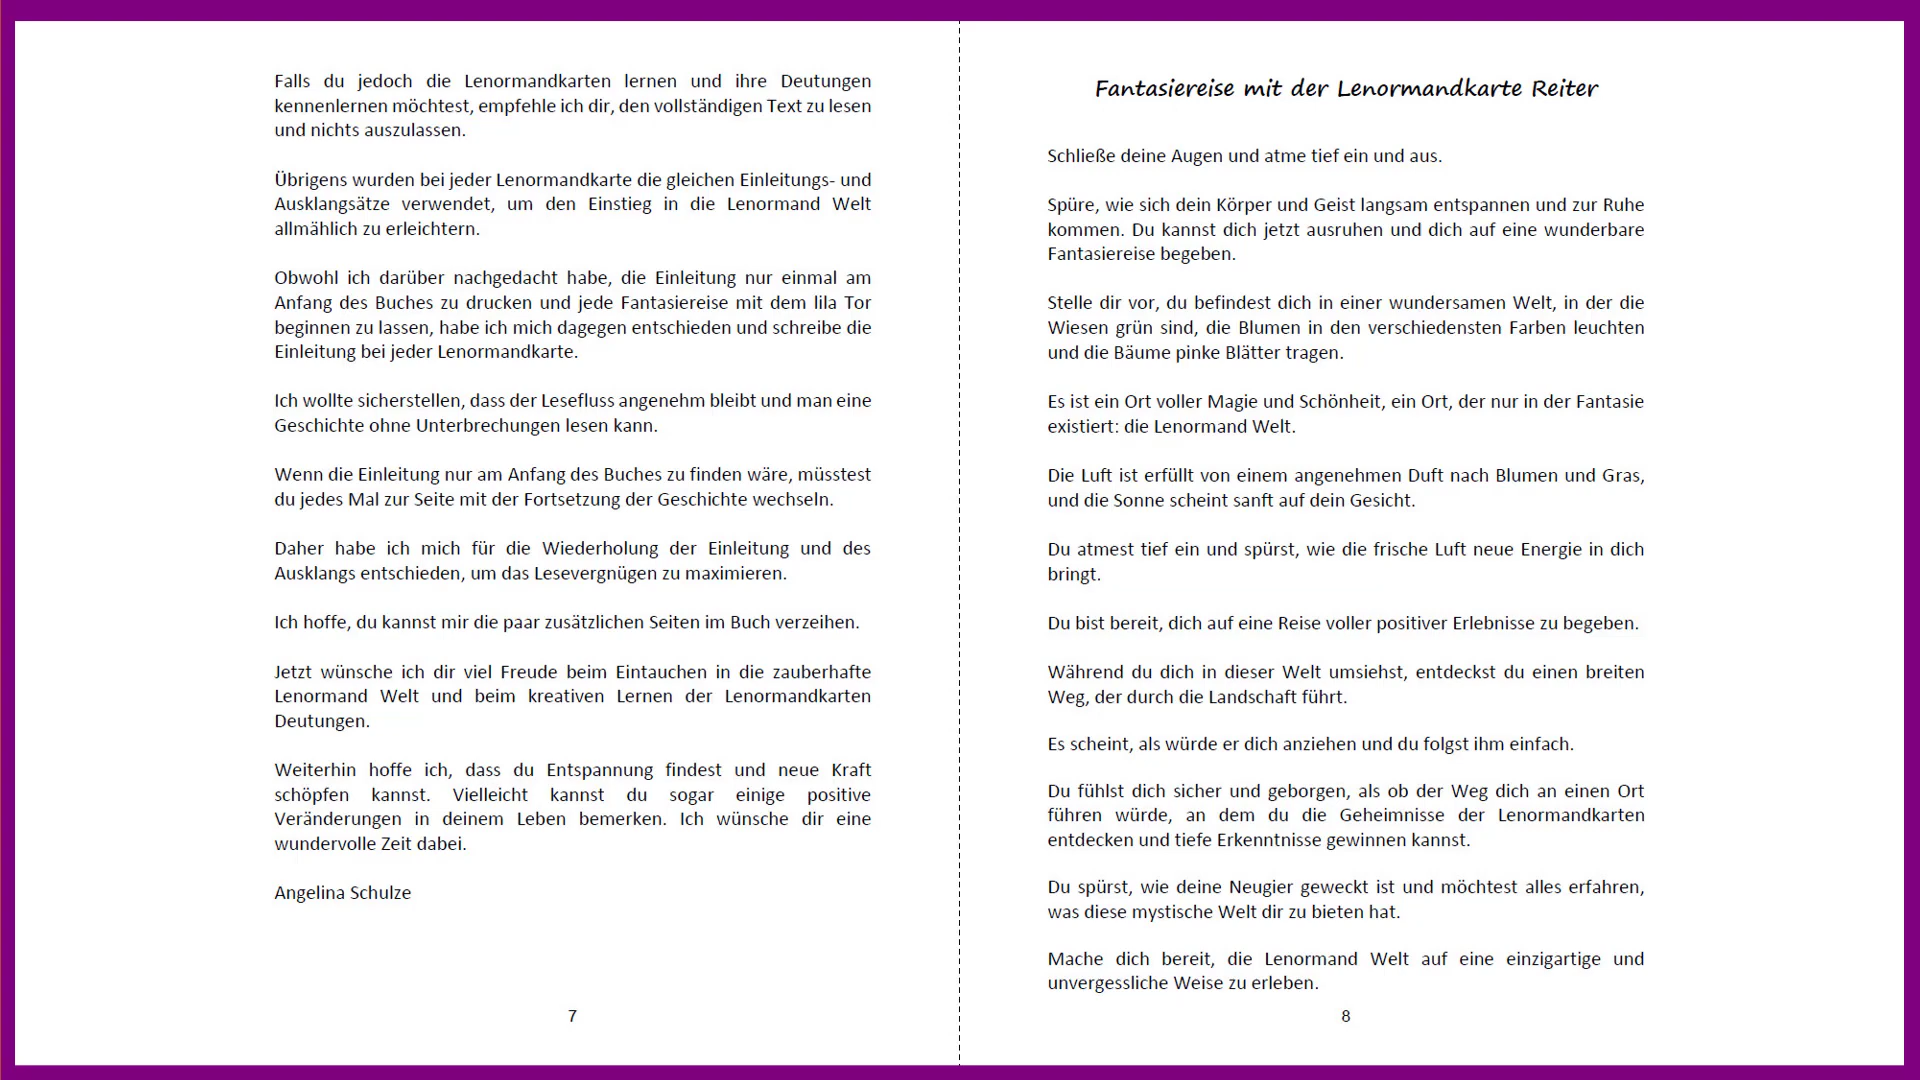 Falls du jedoch die Lenormandkarten lernen und ihre Deutungen
kennenlernen möchtest, empfehle ich dir, den vollständigen Text zu lesen
und nichts auszulassen.
Übrigens wurden bei jeder Lenormandkarte die gleichen Einleitungs- und
Ausklangsätze verwendet, um den Einstieg in die Lenormand Welt
allmählich zu erleichtern.
Obwohl ich darüber nachgedacht habe, die Einleitung nur einmal am
Anfang des Buches zu drucken und jede Fantasiereise mit dem lila Tor
beginnen zu lassen, habe ich mich dagegen entschieden und schreibe die
Einleitung bei jeder Lenormandkarte.
Ich wollte sicherstellen, dass der Lesefluss angenehm bleibt und man eine
Geschichte ohne Unterbrechungen lesen kann.
Wenn die Einleitung nur am Anfang des Buches zu finden wäre, müsstest
du jedes Mal zur Seite mit der Fortsetzung der Geschichte wechseln.
Daher habe ich mich für die Wiederholung der Einleitung und des
Ausklangs entschieden, um das Lesevergnügen zu maximieren.
Ich hoffe, du kannst mir die paar zusätzlichen Seiten im Buch verzeihen.
Jetzt wünsche ich dir viel Freude beim Eintauchen in die zauberhafte
Lenormand Welt und beim kreativen Lernen der Lenormandkarten
Deutungen.
Weiterhin hoffe ich, dass du Entspannung findest und neue Kraft
schöpfen kannst. Vielleicht kannst du sogar einige positive
Veränderungen in deinem Leben bemerken. Ich wünsche dir eine
wundervolle Zeit dabei.
Angelina Schulze
7
Fantasiereise mit der Lenormandkarte Reiter
Schließe deine Augen und atme tief ein und aus.
Spüre, wie sich dein Körper und Geist langsam entspannen und zur Ruhe
kommen. Du kannst dich jetzt ausruhen und dich auf eine wunderbare
Fantasiereise begeben.
Stelle dir vor, du befindest dich in einer wundersamen Welt, in der die
Wiesen grün sind, die Blumen in den verschiedensten Farben leuchten
und die Bäume pinke Blätter tragen.
Es ist ein Ort voller Magie und Schönheit, ein Ort, der nur in der Fantasie
existiert: die Lenormand Welt.
Die Luft ist erfüllt von einem angenehmen Duft nach Blumen und Gras,
und die Sonne scheint sanft auf dein Gesicht.
Du atmest tief ein und spürst, wie die frische Luft neue Energie in dich
bringt.
Du bist bereit, dich auf eine Reise voller positiver Erlebnisse zu begeben.
Während du dich in dieser Welt umsiehst, entdeckst du einen breiten
Weg, der durch die Landschaft führt.
Es scheint, als würde er dich anziehen und du folgst ihm einfach.
Du fühlst dich sicher und geborgen, als ob der Weg dich an einen Ort
führen würde, an dem du die Geheimnisse der Lenormandkarten
entdecken und tiefe Erkenntnisse gewinnen kannst.
Du spürst, wie deine Neugier geweckt ist und möchtest alles erfahren,
was diese mystische Welt dir zu bieten hat.
Mache dich bereit, die Lenormand Welt auf eine einzigartige und
unvergessliche Weise zu erleben.
8